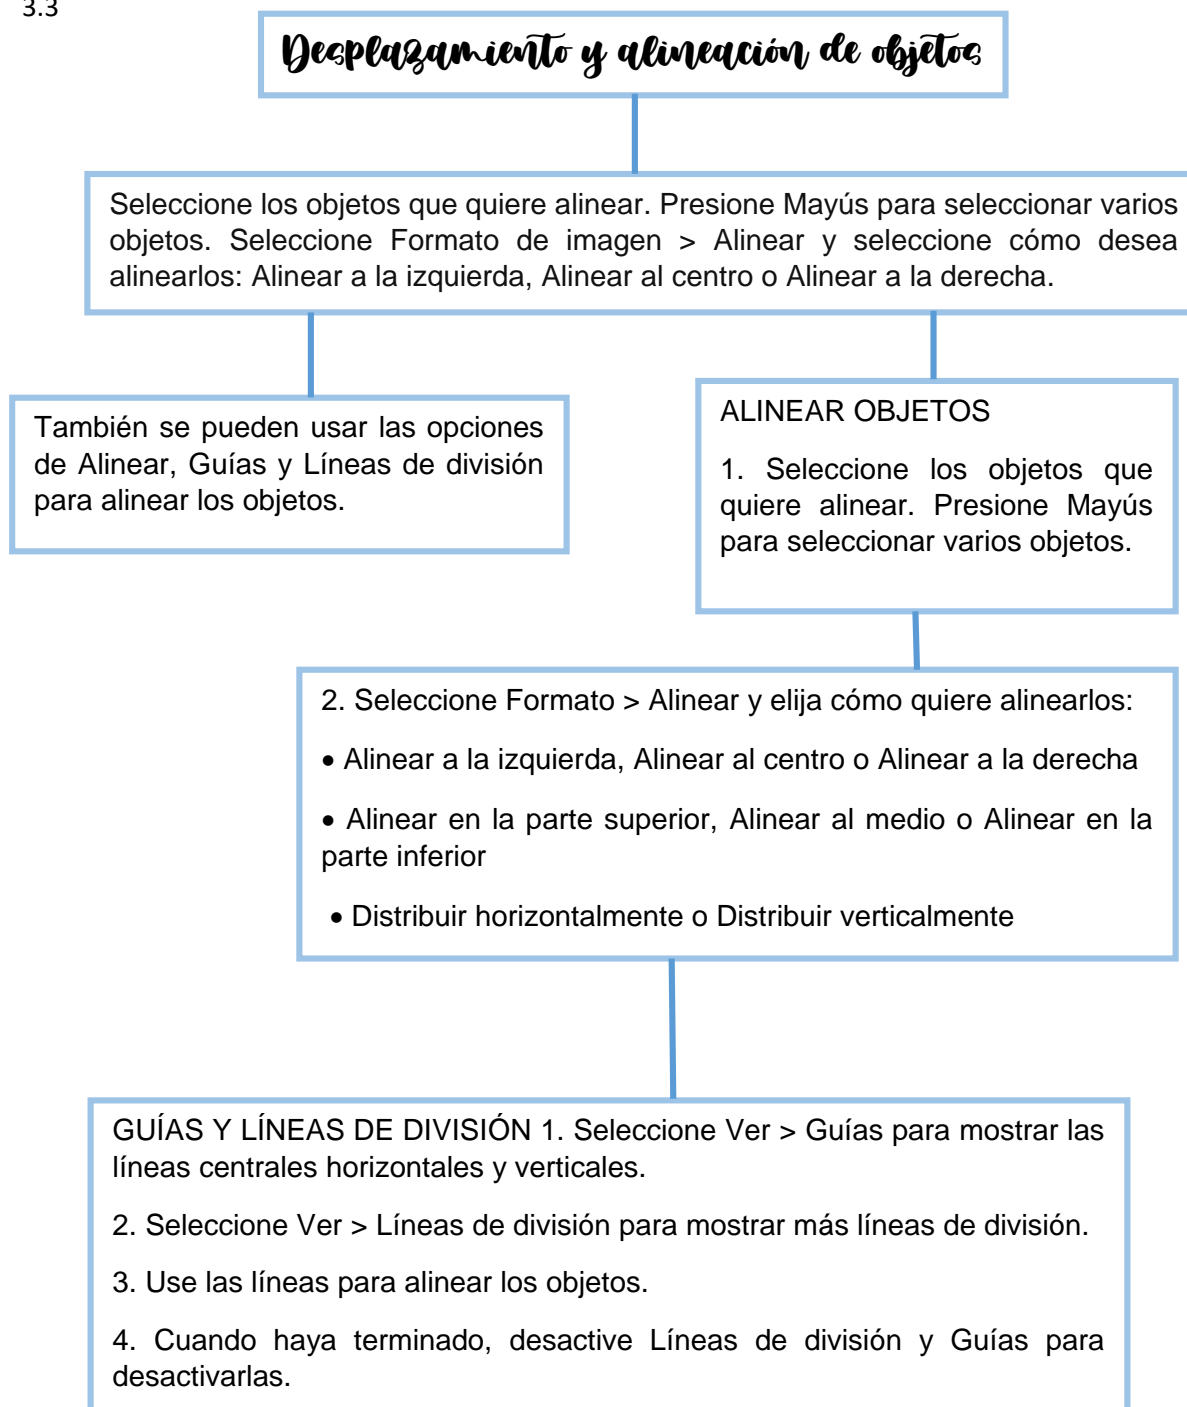 3.3
Desplazamiento y alineación de objetos
Seleccione los objetos que quiere alinear. Presione Mayús para seleccionar varios
objetos. Seleccione Formato de imagen > Alinear y seleccione cómo desea
alinearlos: Alinear a la izquierda, Alinear al centro o Alinear a la derecha.
También se pueden usar las opciones
de Alinear, Guías y Líneas de división
para alinear los objetos.
ALINEAR OBJETOS
1. Seleccione los objetos que
quiere alinear. Presione Mayús
para seleccionar varios objetos.
2. Seleccione Formato > Alinear y elija cómo quiere alinearlos:
• Alinear a la izquierda, Alinear al centro o Alinear a la derecha
• Alinear en la parte superior, Alinear al medio o Alinear en la
parte inferior
• Distribuir horizontalmente o Distribuir verticalmente
GUÍAS Y LÍNEAS DE DIVISIÓN 1. Seleccione Ver > Guías para mostrar las
líneas centrales horizontales y verticales.
2. Seleccione Ver > Líneas de división para mostrar más líneas de división.
3. Use las líneas para alinear los objetos.
4. Cuando haya terminado, desactive Líneas de división y Guías para
desactivarlas.